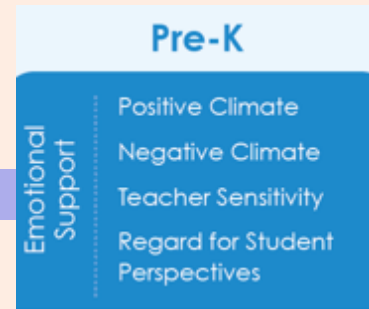 Pre-K
Emotional
Support
Positive Climate
Negative Climate
Teacher Sensitivity
Regard for Student
Perspectives